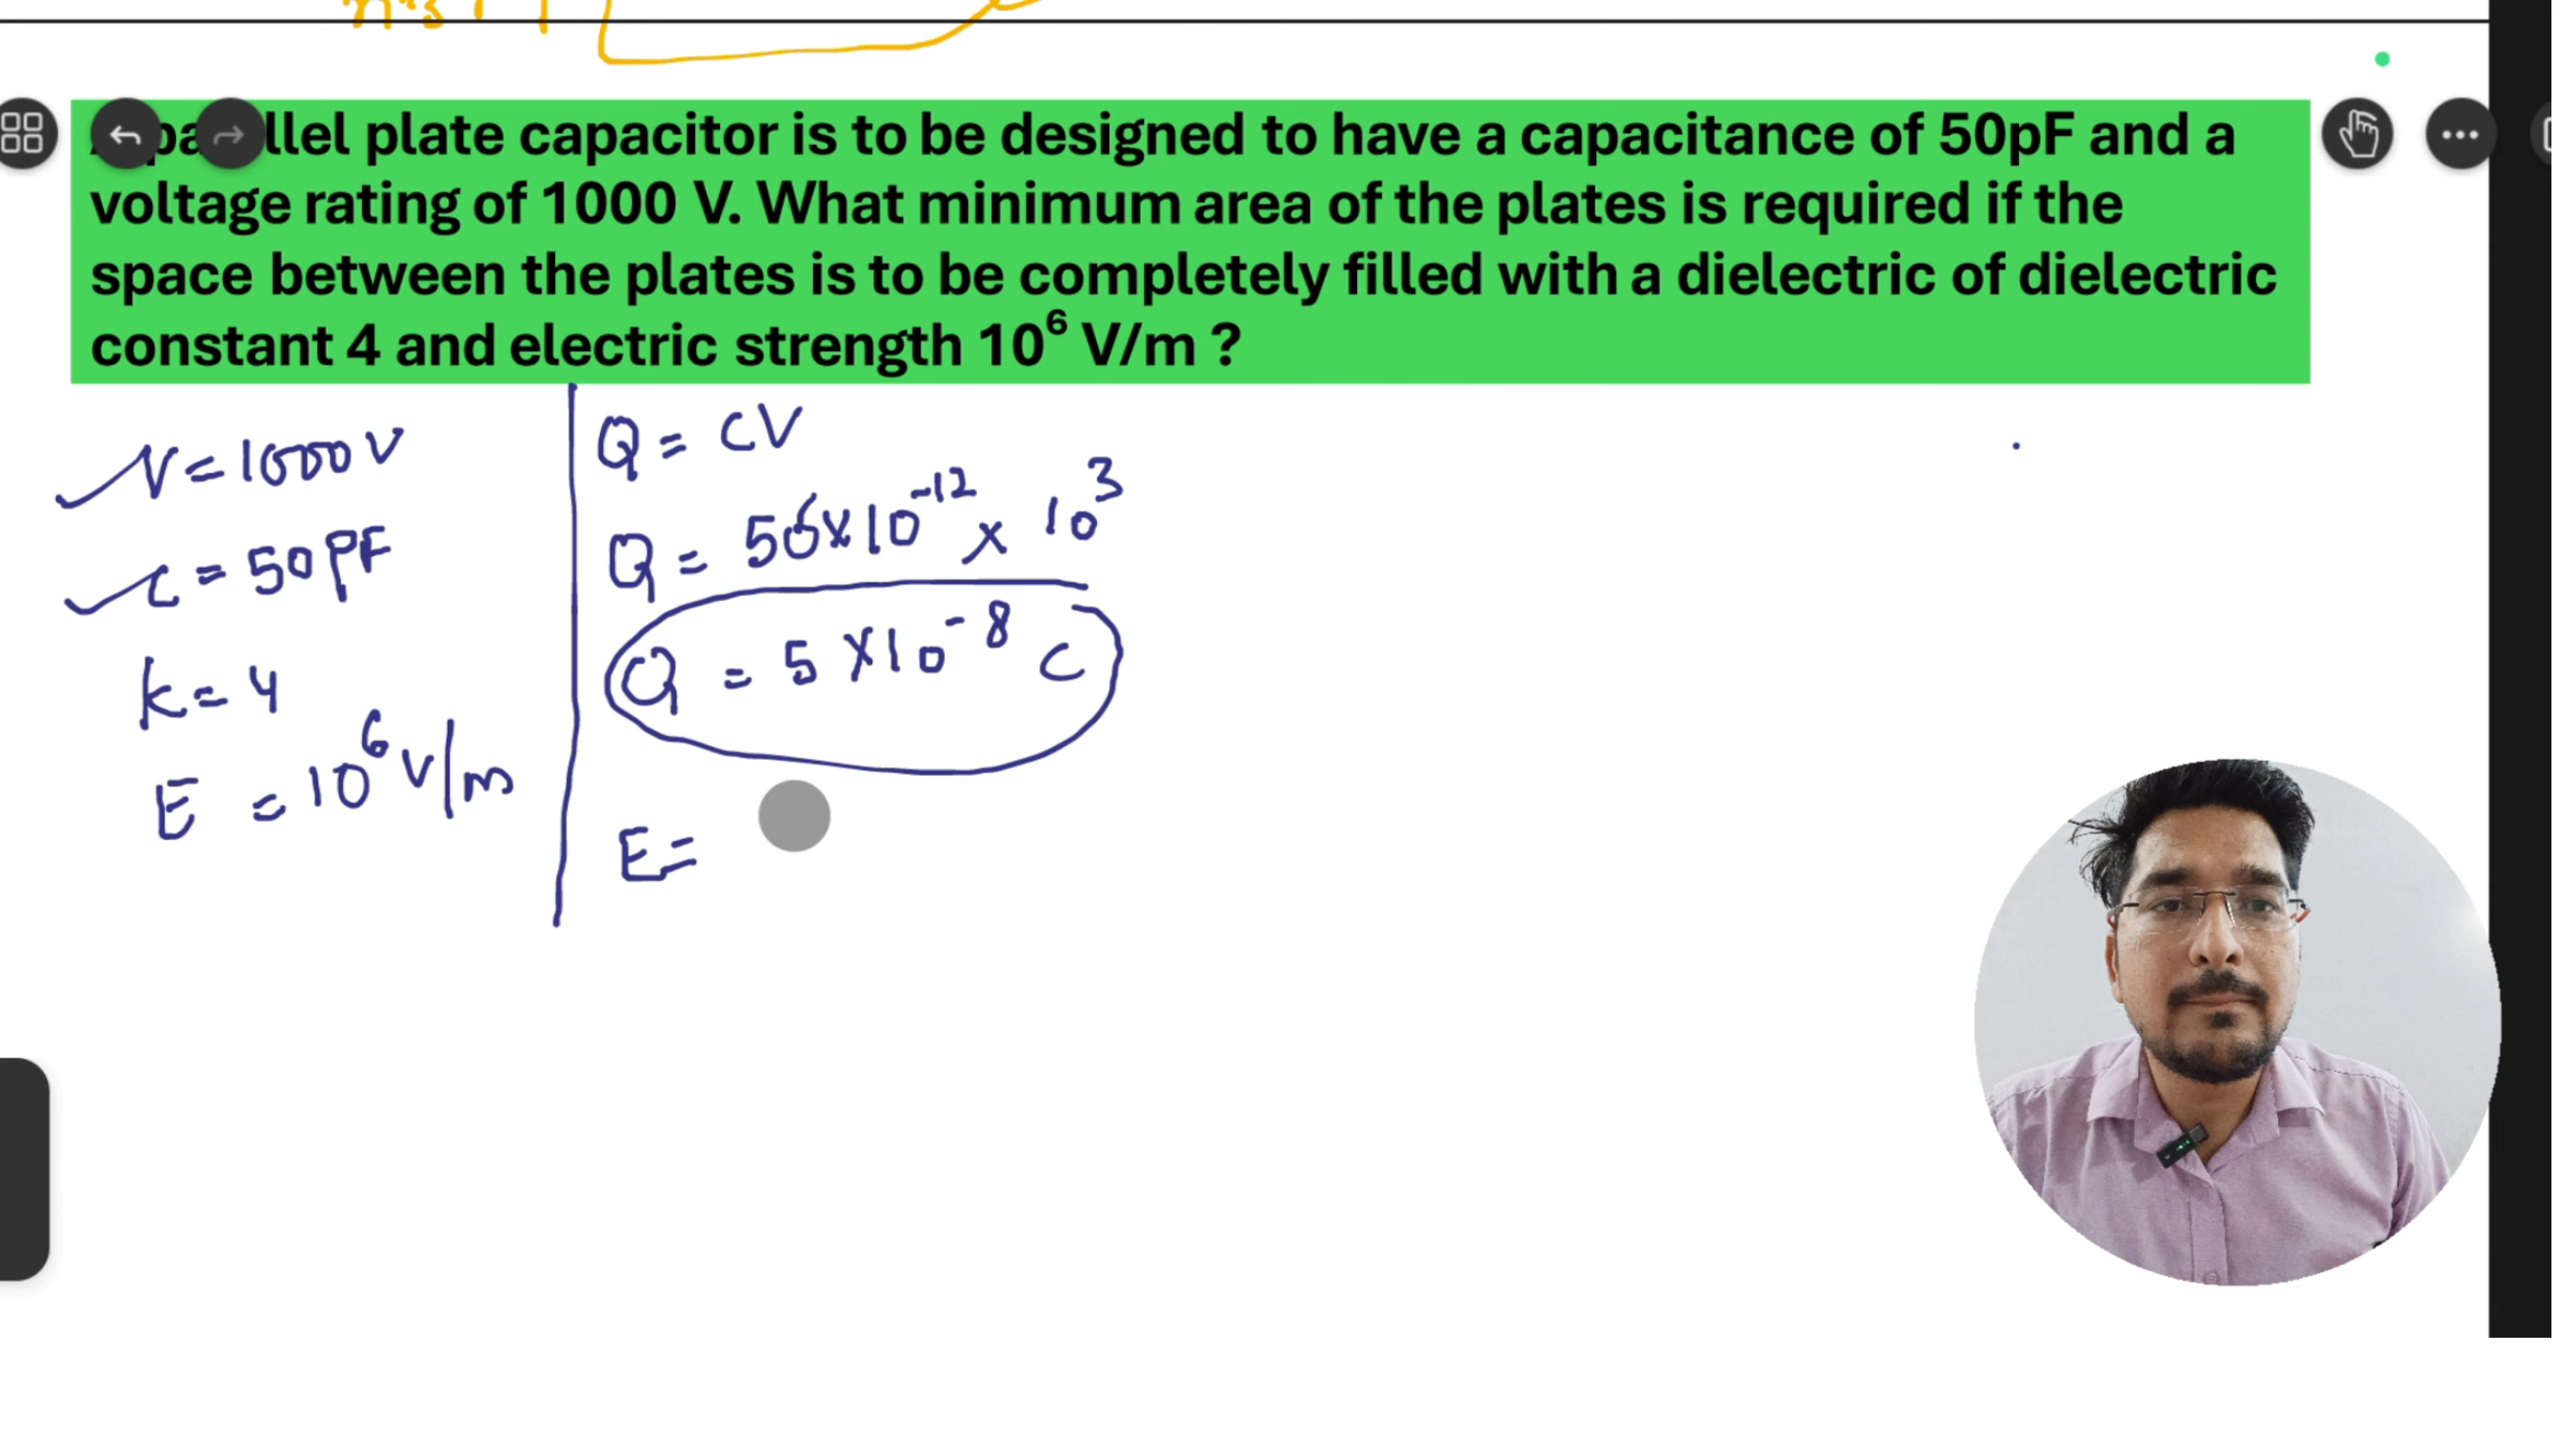 llel plate capacitor is to be designed to have a capacitance of 50pF and a
voltage rating of 1000 V. What minimum area of the plates is required if the
space between the plates is to be completely filled with a dielectric of dielectric
constant 4 and electric strength 10⁶ V/m ?
V = 1000 V
C = 50 pF
k = 4
E = 10⁶ V/m
Q = CV
Q = 50 × 10⁻¹² × 10³
Q = 5 × 10⁻⁸ C
E =